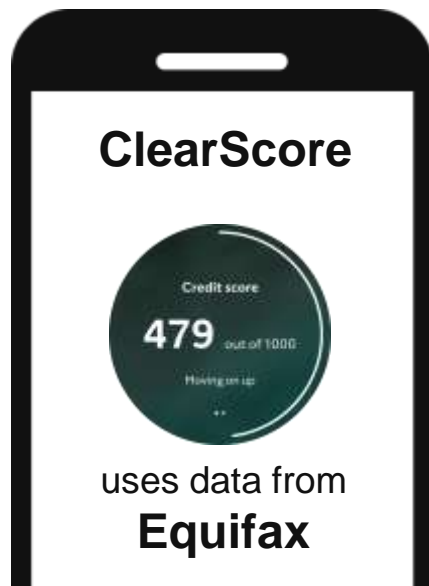 ClearScore
Credit score
479 out of 1000
Moving on up
uses data from
Equifax